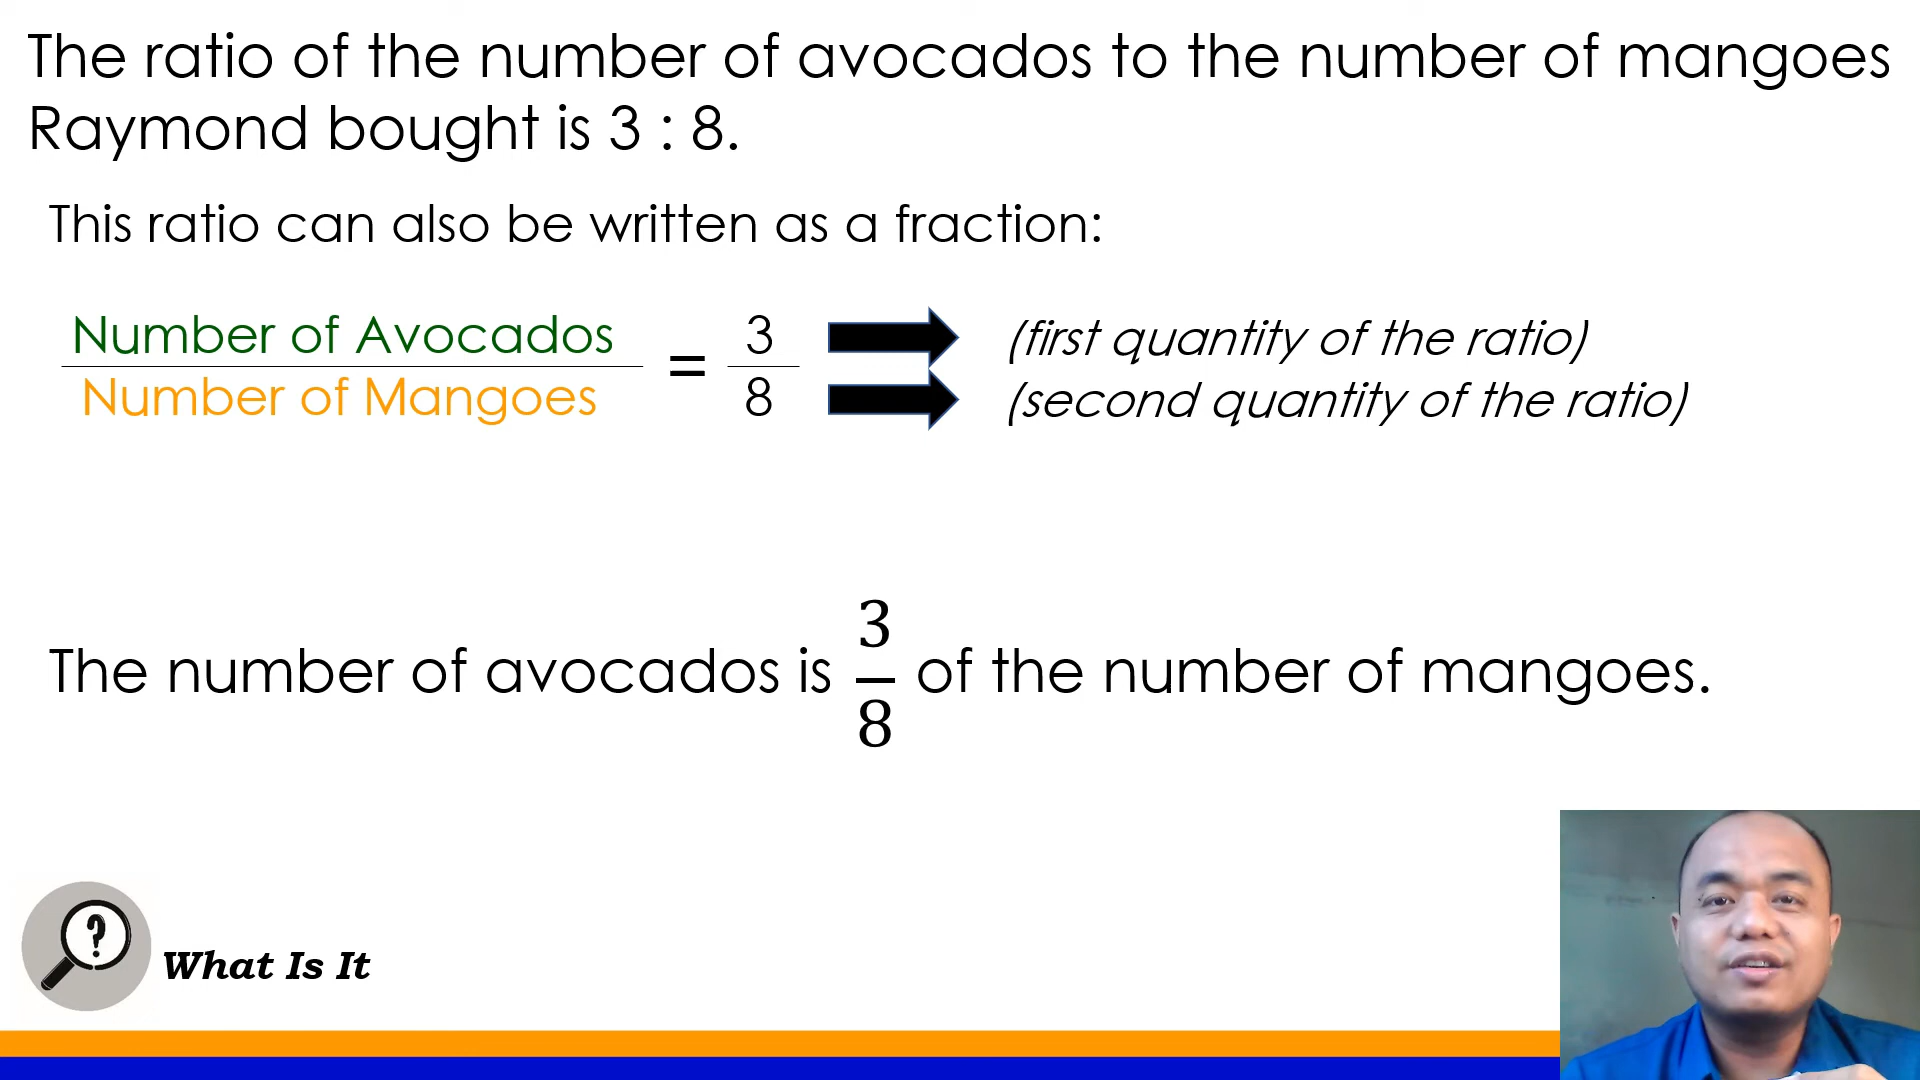 The ratio of the number of avocados to the number of mangoes
Raymond bought is 3 : 8.
This ratio can also be written as a fraction:
Number of Avocados / Number of Mangoes = 3/8
(first quantity of the ratio)
(second quantity of the ratio)
The number of avocados is 3/8 of the number of mangoes.
?
What Is It